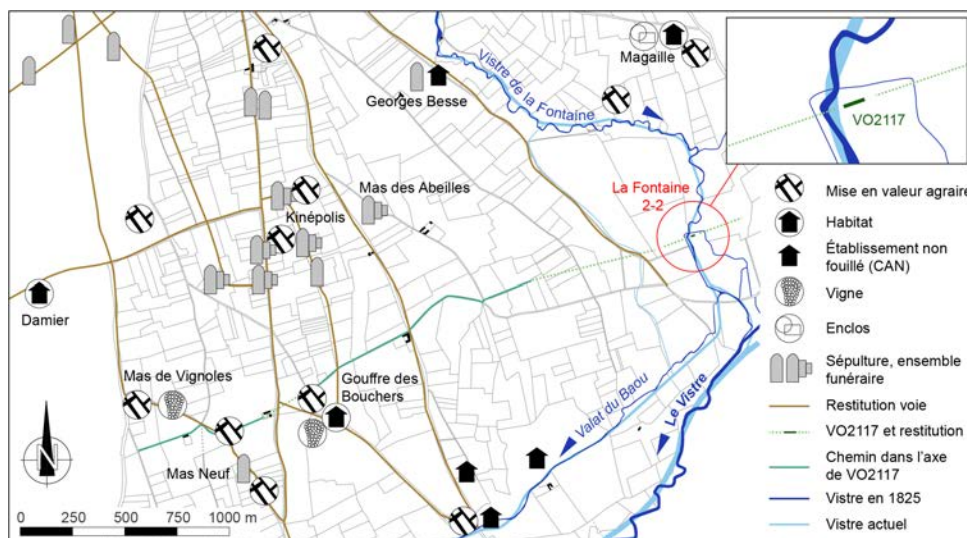 Magaille
Georges Besse
Vistre de la Fontaine
VO2117
La Fontaine
2-2
Mas des Abeilles
Kinépolis
Damier
Mas de Vignoles
Gouffre des
Bouchers
Mas Neuf
Valat du Baou
Le Vistre
N
0 250 500 750 1000 m
Mise en valeur agraire
Habitat
Établissement non
fouillé (CAN)
Vigne
Enclos
Sépulture, ensemble
funéraire
Restitution voie
VO2117 et restitution
Chemin dans l'axe
de VO2117
Vistre en 1825
Vistre actuel